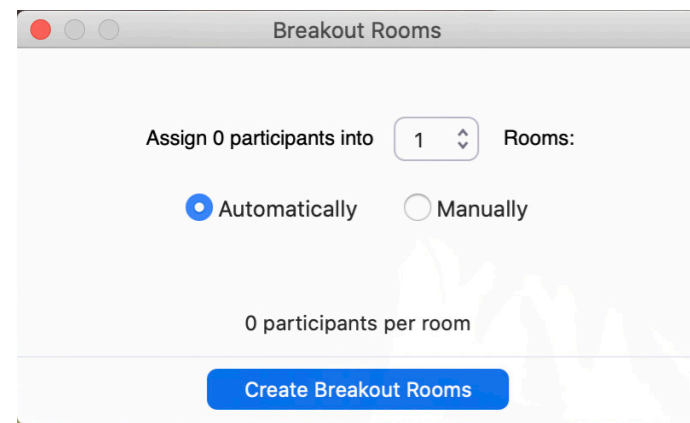 Breakout Rooms
Assign 0 participants into 1 Rooms:
Automatically Manually
0 participants per room
Create Breakout Rooms